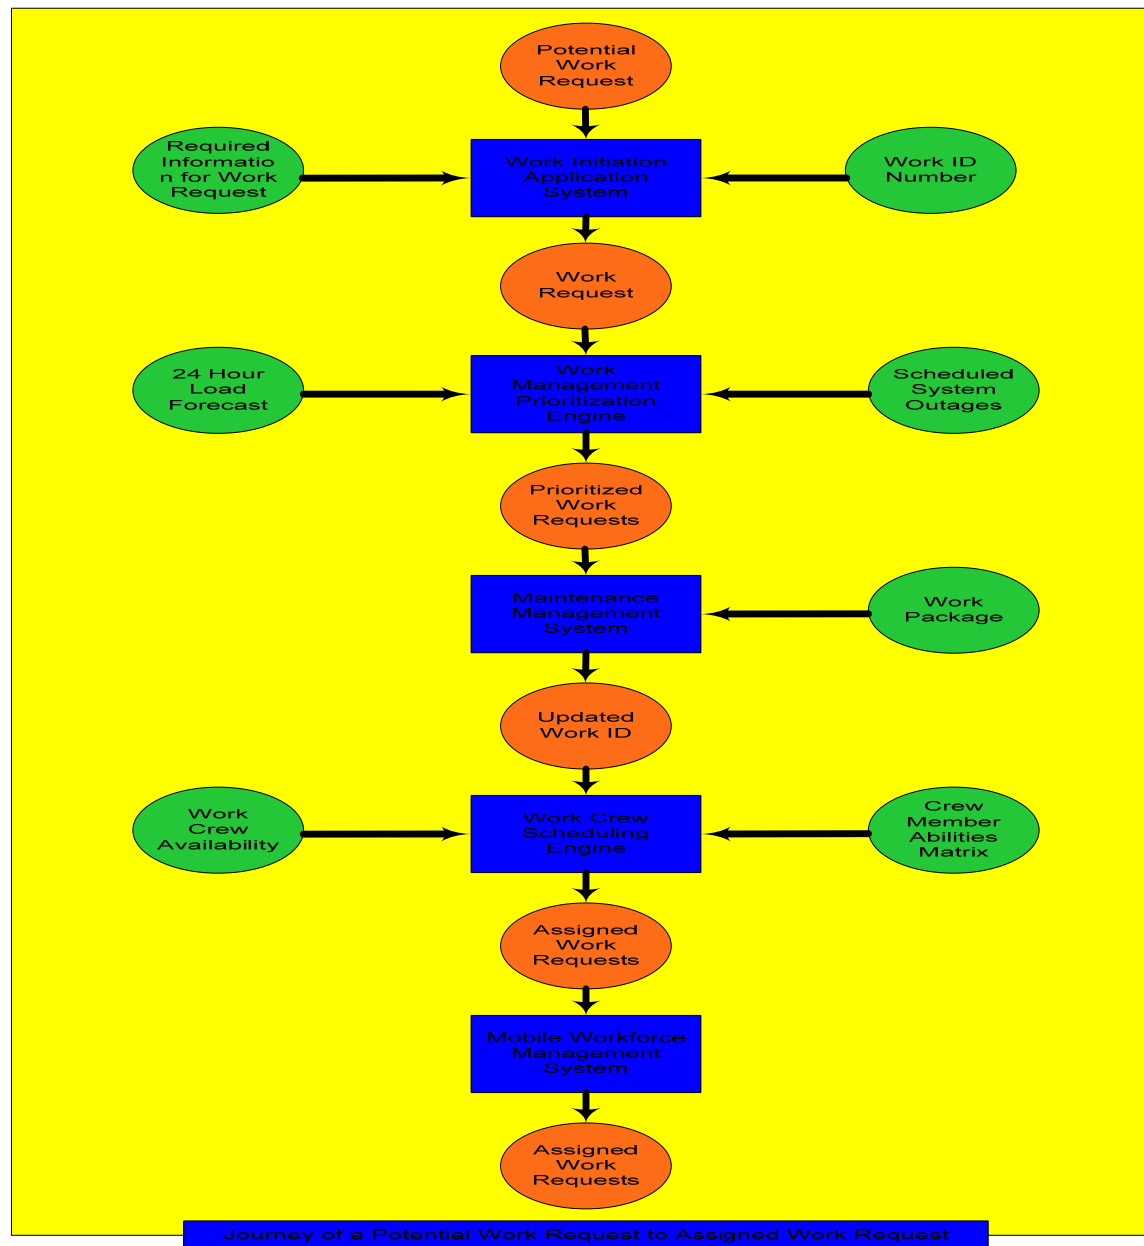 Potential
Work
Request
Required
Informatio
n for Work
Request
Work Initiation
Application
System
Work ID
Number
Work
Request
24 Hour
Load
Forecast
Work
Management
Prioritization
Engine
Scheduled
System
Outages
Prioritized
Work
Requests
Maintenance
Management
System
Work
Package
Updated
Work ID
Work
Crew
Availability
Work Crew
Scheduling
Engine
Crew
Member
Abilities
Matrix
Assigned
Work
Requests
Mobile Workforce
Management
System
Assigned
Work
Requests
Journey of a Potential Work Request to Assigned Work Request